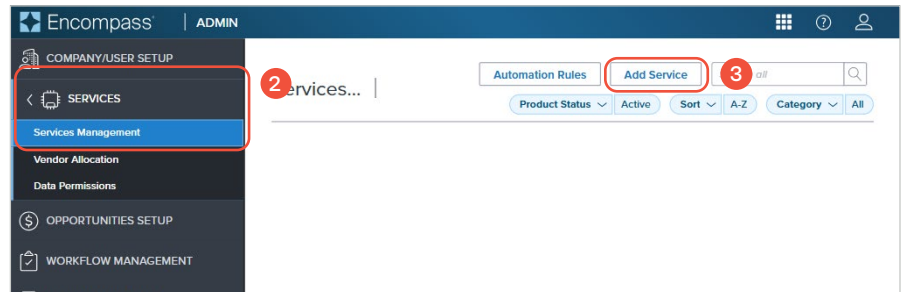 Encompass | ADMIN
COMPANY/USER SETUP
SERVICES
Services Management
Vendor Allocation
Data Permissions
OPPORTUNITIES SETUP
WORKFLOW MANAGEMENT
2
ervices...
Automation Rules
Add Service
3
all
Product Status
Active
Sort
A-Z
Category
All